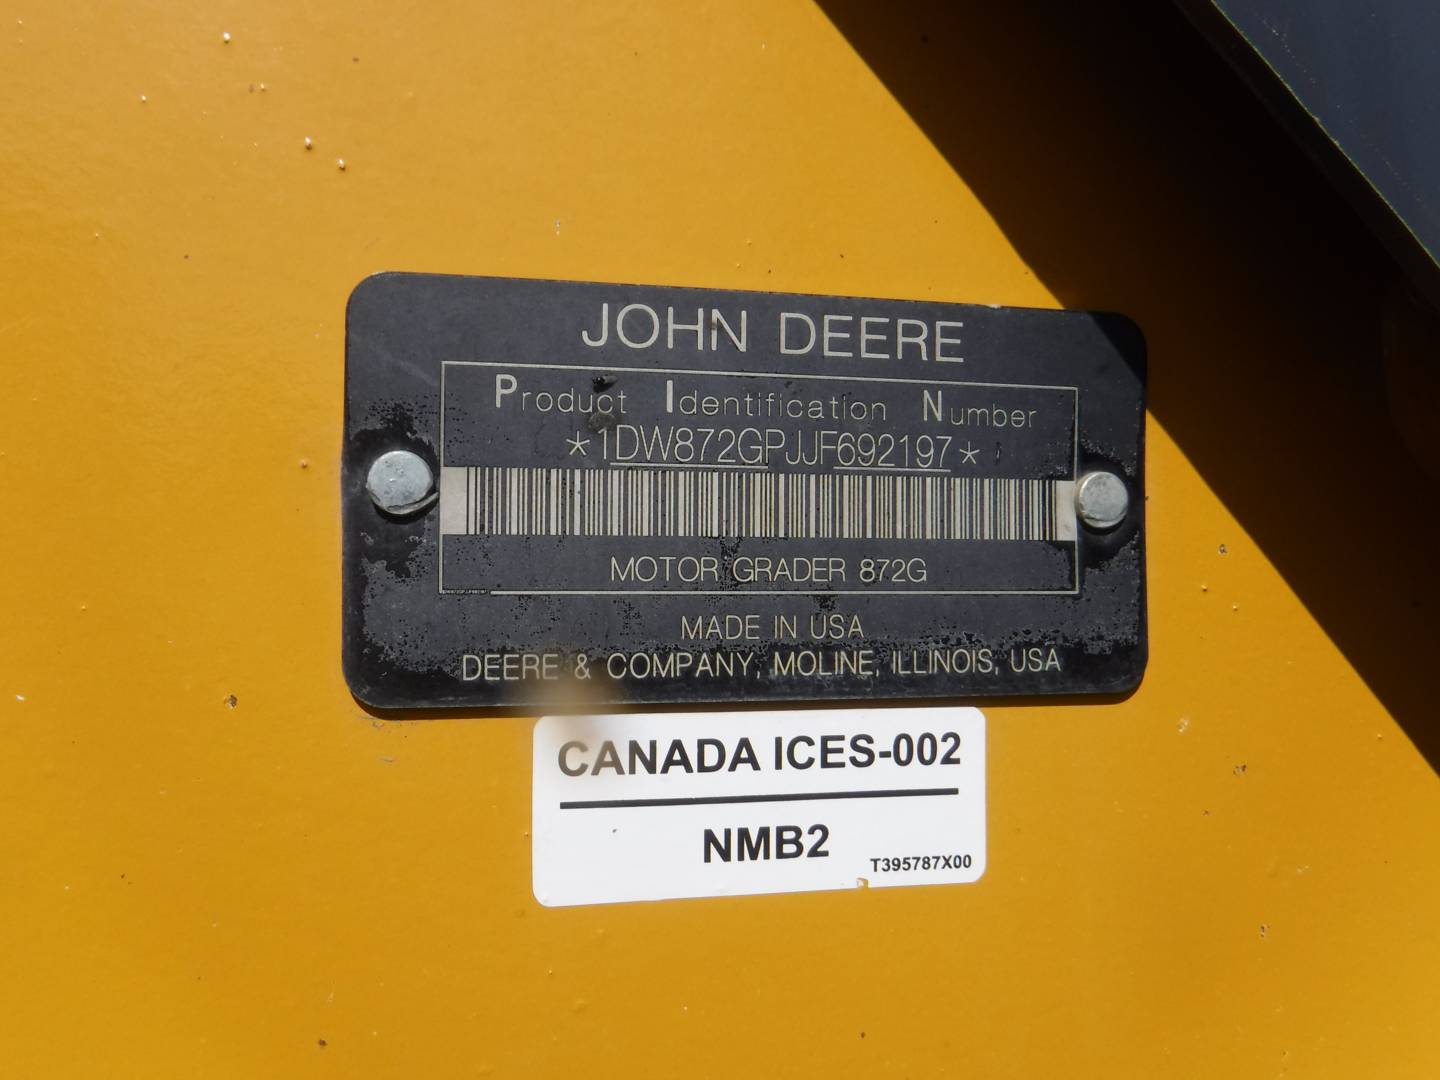 JOHN DEERE
Product Identification Number
*1DW872GPJJF692197*
MOTOR GRADER 872G
MADE IN USA
DEERE & COMPANY, MOLINE, ILLINOIS, USA
CANADA ICES-002
NMB2
T395787X00